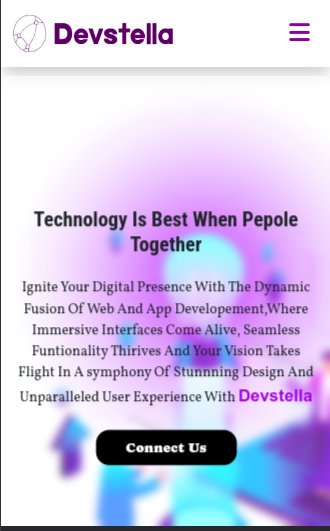 Devstella
Technology Is Best When Pepole
Together
Ignite Your Digital Presence With The Dynamic
Fusion Of Web And App Developement,Where
Immersive Interfaces Come Alive, Seamless
Funtionality Thirives And Your Vision Takes
Flight In A symphony Of Stunnning Design And
Unparalleled User Experience With Devstella
Connect Us